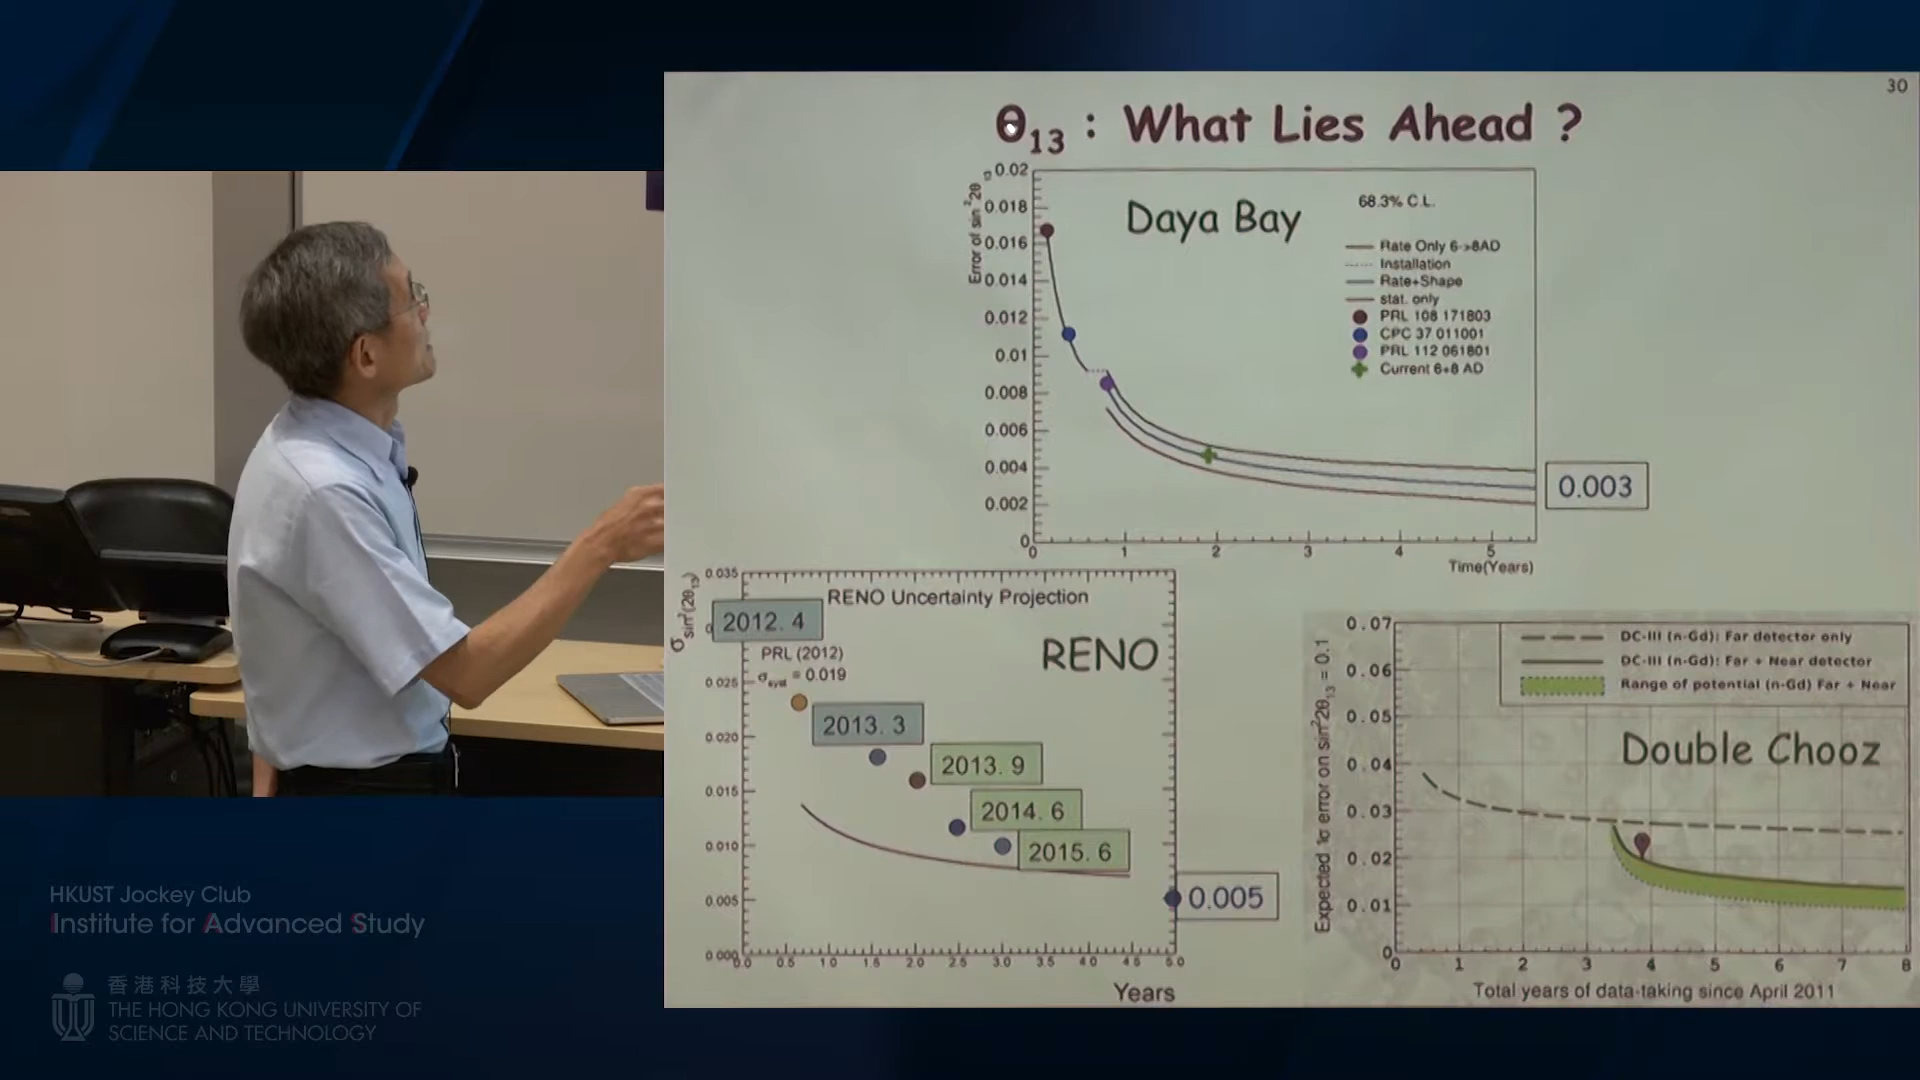 30
Θ13 : What Lies Ahead ?
Error of sin²2θ
0.02
0.018
0.016
0.014
0.012
0.01
0.008
0.006
0.004
0.002
0
0 1 2 3 4 5
Time(Years)
Daya Bay
68.3% C.L.
Rate Only 6->8AD
Installation
Rate+Shape
stat. only
PRL 108 171803
CPC 37 011001
PRL 112 061801
Current 6+8 AD
0.003
σsin²(2θ13)
0.035
0.025
0.020
0.015
0.010
0.005
0.000
RENO Uncertainty Projection
RENO
2012. 4
PRL (2012)
σsyst = 0.019
2013. 3
2013. 9
2014. 6
2015. 6
0.005
0.0 0.5 1.0 1.5 2.0 2.5 3.0 3.5 4.0 4.5 5.0
Years
Expected 1σ error on sin²2θ13 = 0.1
0.07
0.06
0.05
0.04
0.03
0.02
0.01
0
DC-III (n-Gd): Far detector only
DC-III (n-Gd): Far + Near detector
Range of potential (n-Gd) Far + Near
Double Chooz
0 1 2 3 4 5 6 7 8
Total years of data-taking since April 2011
HKUST Jockey Club
Institute for Advanced Study
香港科技大學
THE HONG KONG UNIVERSITY OF
SCIENCE AND TECHNOLOGY